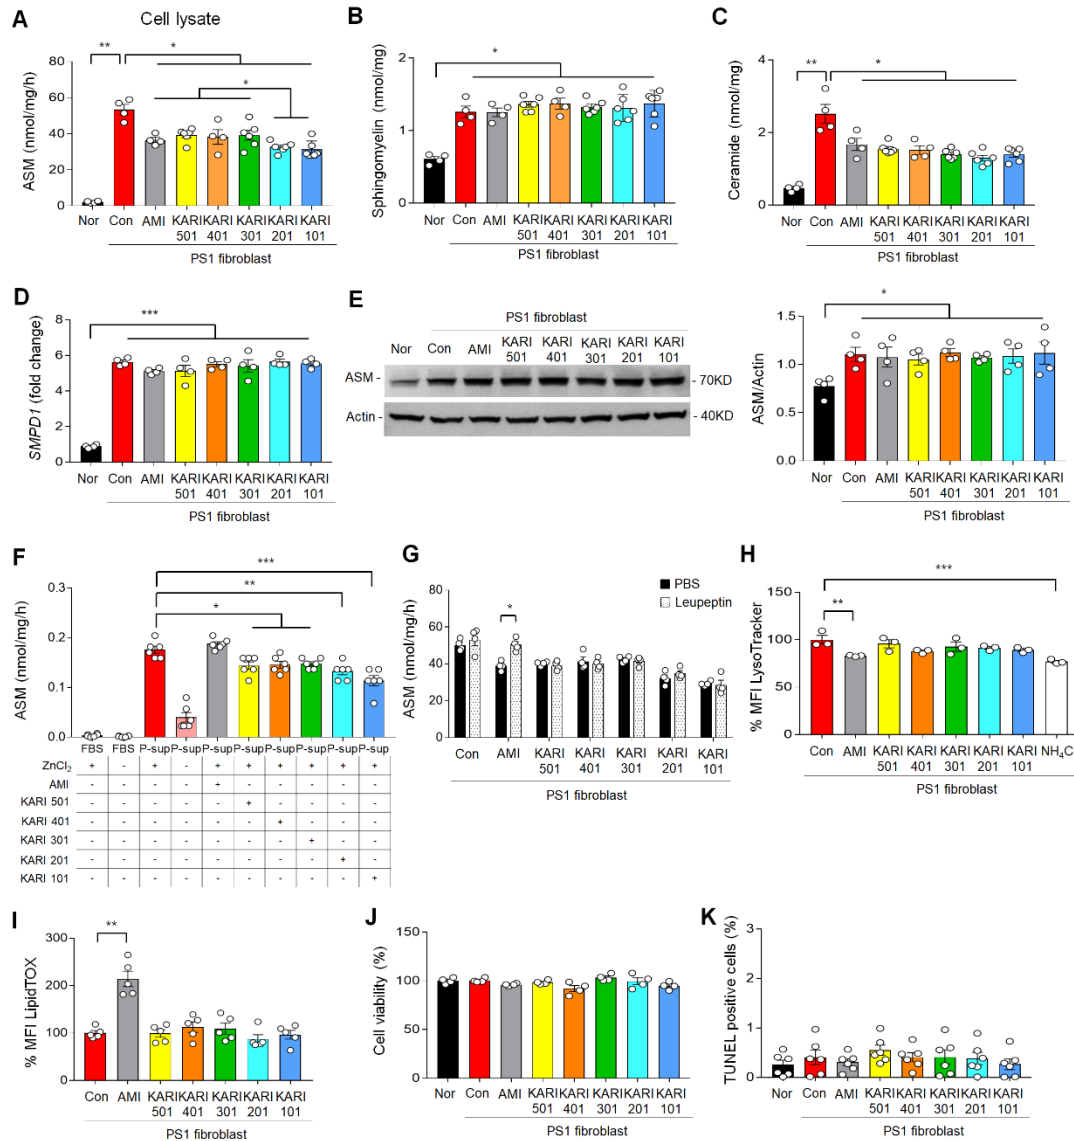 A
Cell lysate
ASM (nmol/mg/h)
80
60
40
20
0
**
*
*
Nor
Con
AMI
KARI 501
KARI 401
KARI 301
KARI 201
KARI 101
PS1 fibroblast
B
Sphingomyelin (nmol/mg)
2
1
0
*
Nor
Con
AMI
KARI 501
KARI 401
KARI 301
KARI 201
KARI 101
PS1 fibroblast
C
Ceramide (nmol/mg)
4
2
0
**
*
Nor
Con
AMI
KARI 501
KARI 401
KARI 301
KARI 201
KARI 101
PS1 fibroblast
D
SMPD1 (fold change)
8
6
4
2
0
***
Nor
Con
AMI
KARI 501
KARI 401
KARI 301
KARI 201
KARI 101
PS1 fibroblast
E
PS1 fibroblast
Nor
Con
AMI
KARI 501
KARI 401
KARI 301
KARI 201
KARI 101
ASM -
- 70KD
Actin -
- 40KD
ASM/Actin
1.5
1.0
0.5
0.0
*
Nor
Con
AMI
KARI 501
KARI 401
KARI 301
KARI 201
KARI 101
PS1 fibroblast
F
ASM (nmol/mg/h)
0.3
0.2
0.1
0.0
***
**
*
FBS FBS P-sup P-sup P-sup P-sup P-sup P-sup P-sup P-sup
ZnCl₂ + - + - + + + + + +
AMI - - - - + - - - - -
KARI 501 - - - - - + - - - -
KARI 401 - - - - - - + - - -
KARI 301 - - - - - - - + - -
KARI 201 - - - - - - - - + -
KARI 101 - - - - - - - - - +
G
ASM (nmol/mg/h)
80
60
40
20
0
PBS
Leupeptin
*
Con
AMI
KARI 501
KARI 401
KARI 301
KARI 201
KARI 101
PS1 fibroblast
H
% MFI LysoTracker
150
100
50
0
***
**
Con
AMI
KARI 501
KARI 401
KARI 301
KARI 201
KARI 101
NH₄C
PS1 fibroblast
I
% MFI LipidTOX
300
200
100
0
**
Con
AMI
KARI 501
KARI 401
KARI 301
KARI 201
KARI 101
PS1 fibroblast
J
Cell viability (%)
150
100
50
0
Nor
Con
AMI
KARI 501
KARI 401
KARI 301
KARI 201
KARI 101
PS1 fibroblast
K
TUNEL positive cells (%)
3
2
1
0
Nor
Con
AMI
KARI 501
KARI 401
KARI 301
KARI 201
KARI 101
PS1 fibroblast